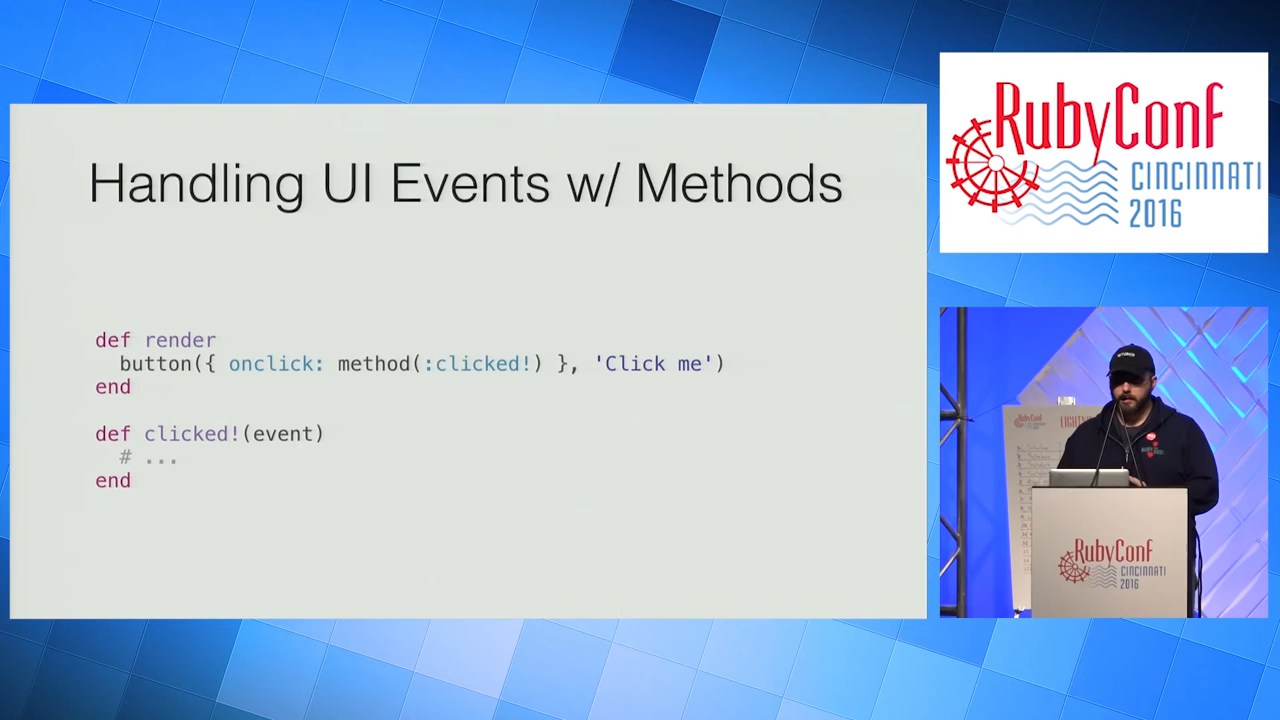 Handling UI Events w/ Methods
def render
  button({ onclick: method(:clicked!) }, 'Click me')
end
def clicked!(event)
  # ...
end
RubyConf
CINCINNATI
2016
RubyConf
RubyConf
CINCINNATI
2016